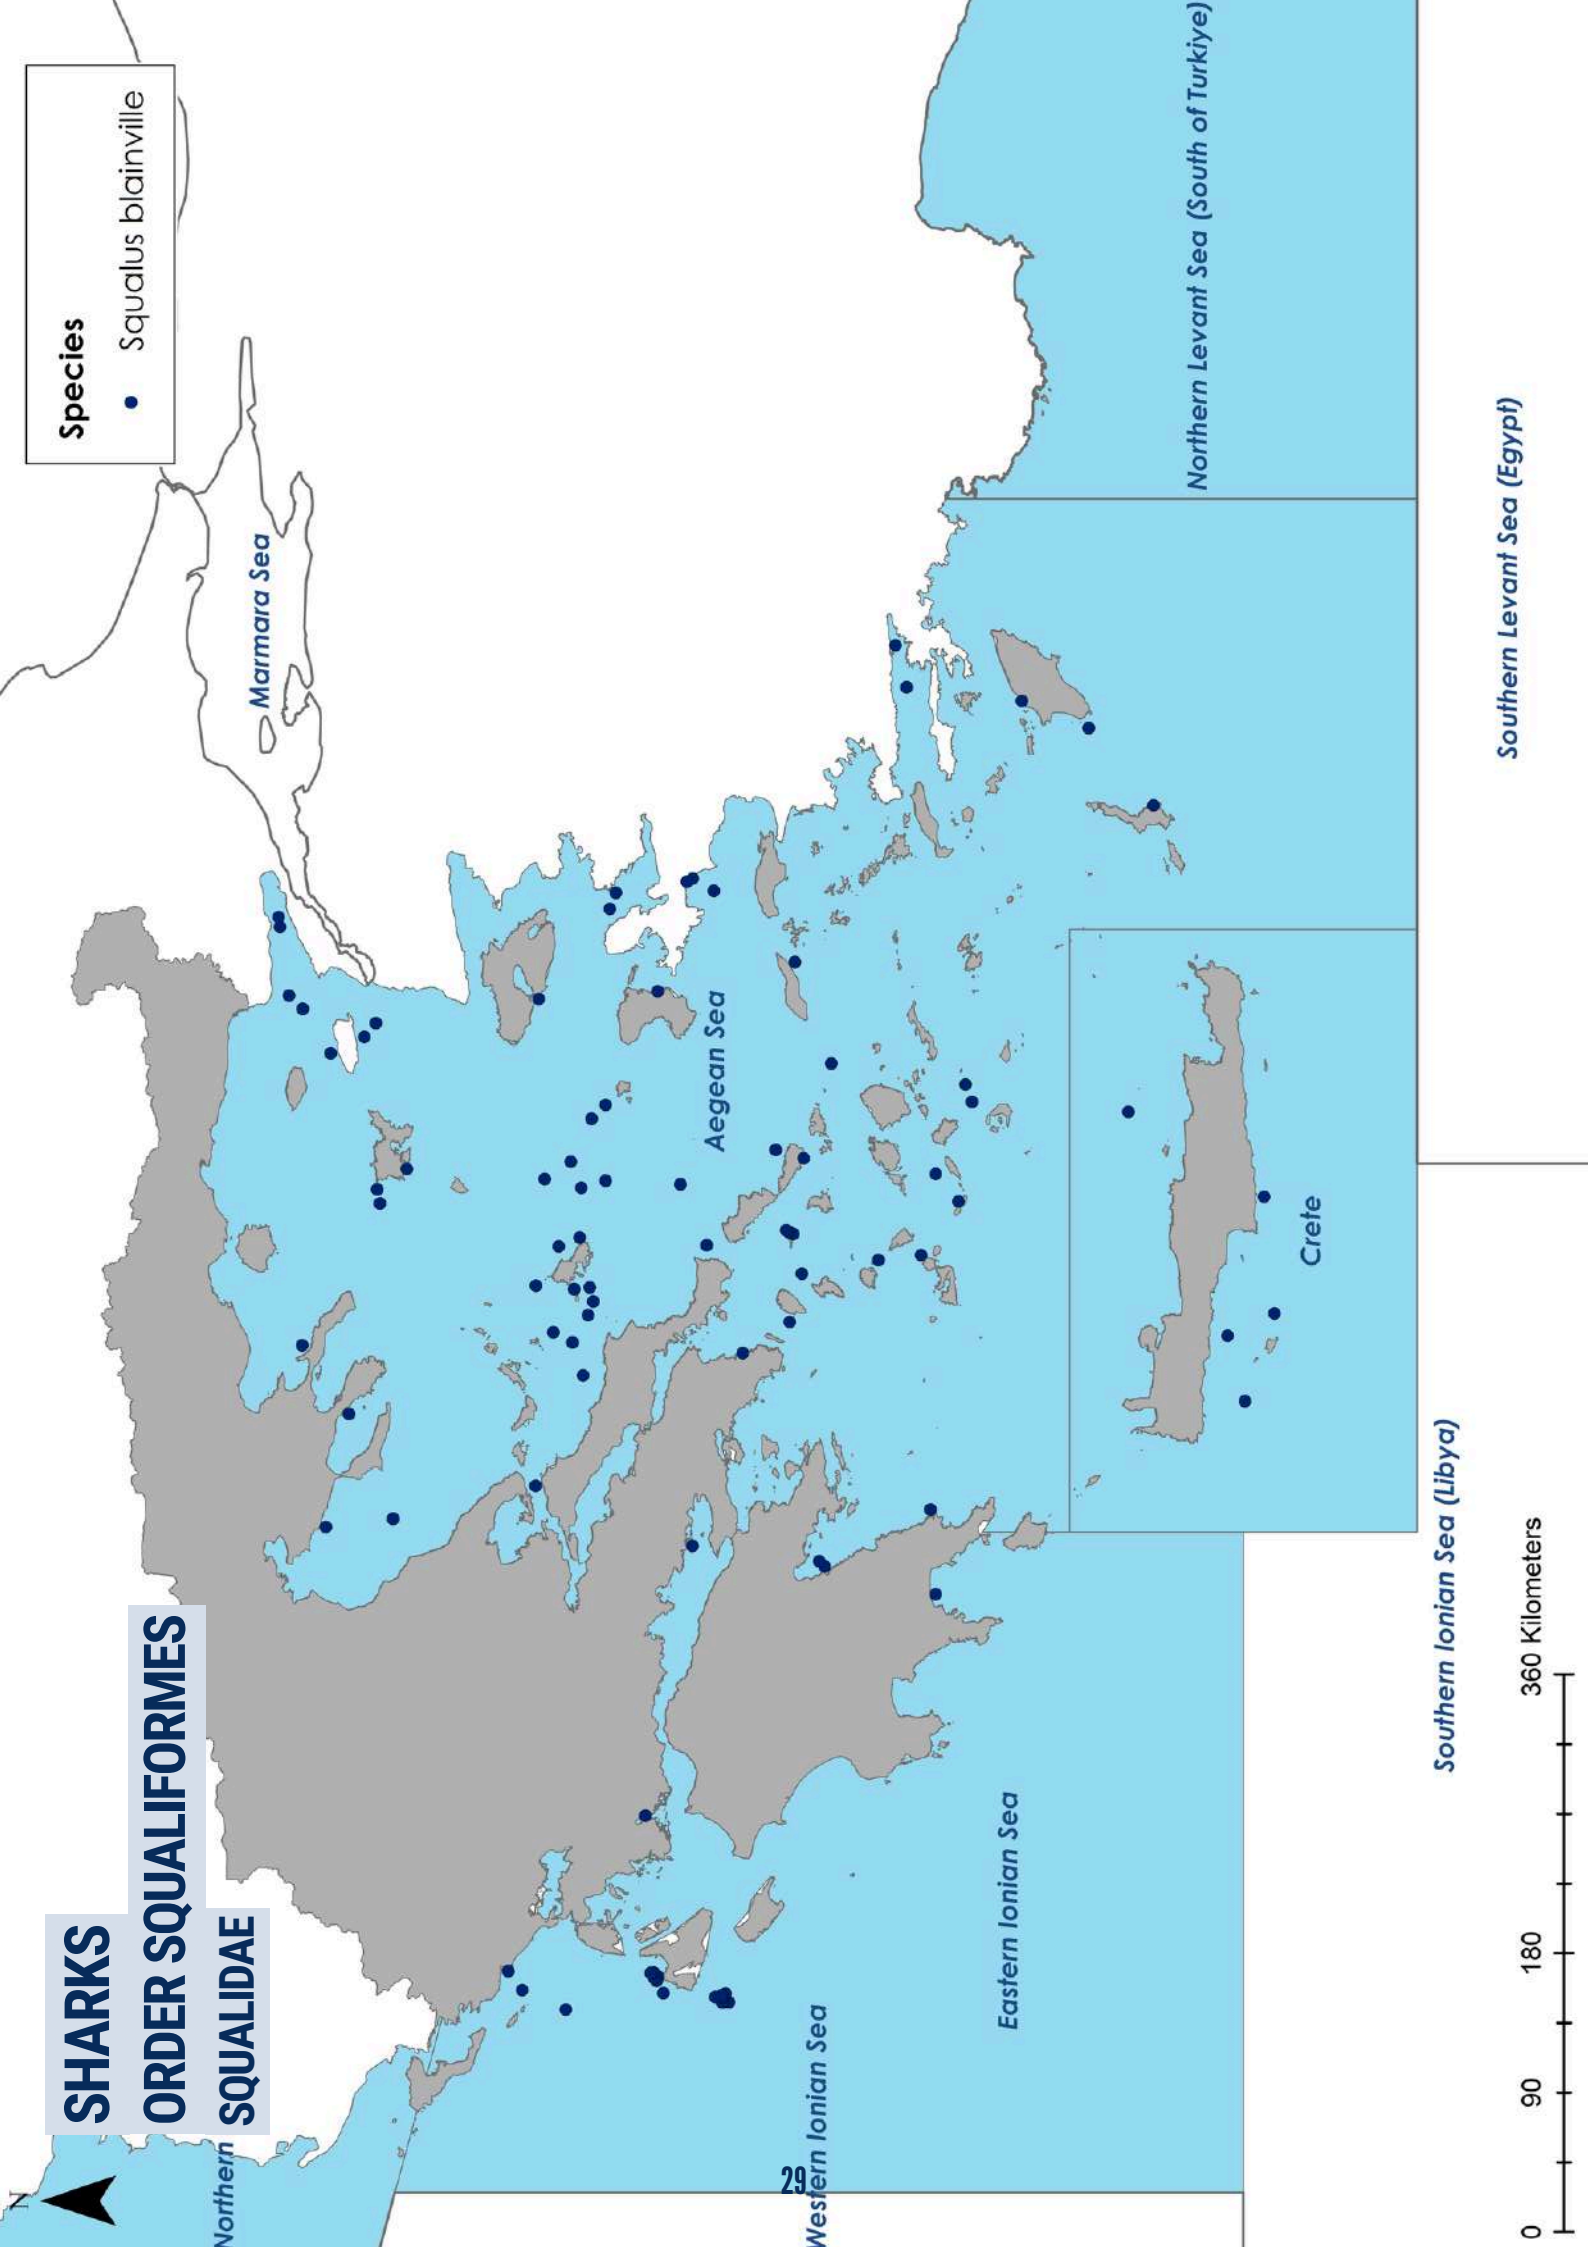 SHARKS
ORDER SQUALIFORMES
SQUALIDAE
N
Species
Squalus blainville
Northern
Marmara Sea
Aegean Sea
Western Ionian Sea
Eastern Ionian Sea
Crete
Northern Levant Sea (South of Turkiye)
Southern Ionian Sea (Libya)
Southern Levant Sea (Egypt)
0 90 180 360 Kilometers
29